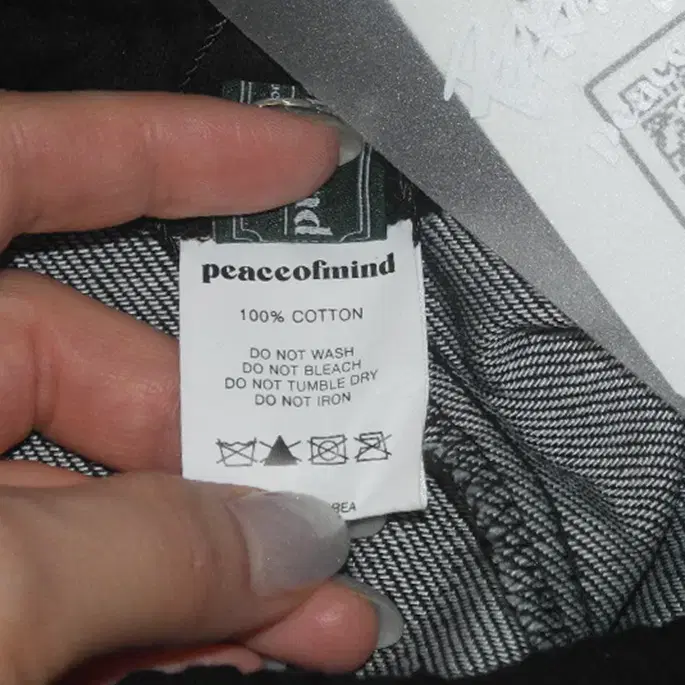 peaceofmind
100% COTTON
DO NOT WASH
DO NOT BLEACH
DO NOT TUMBLE DRY
DO NOT IRON